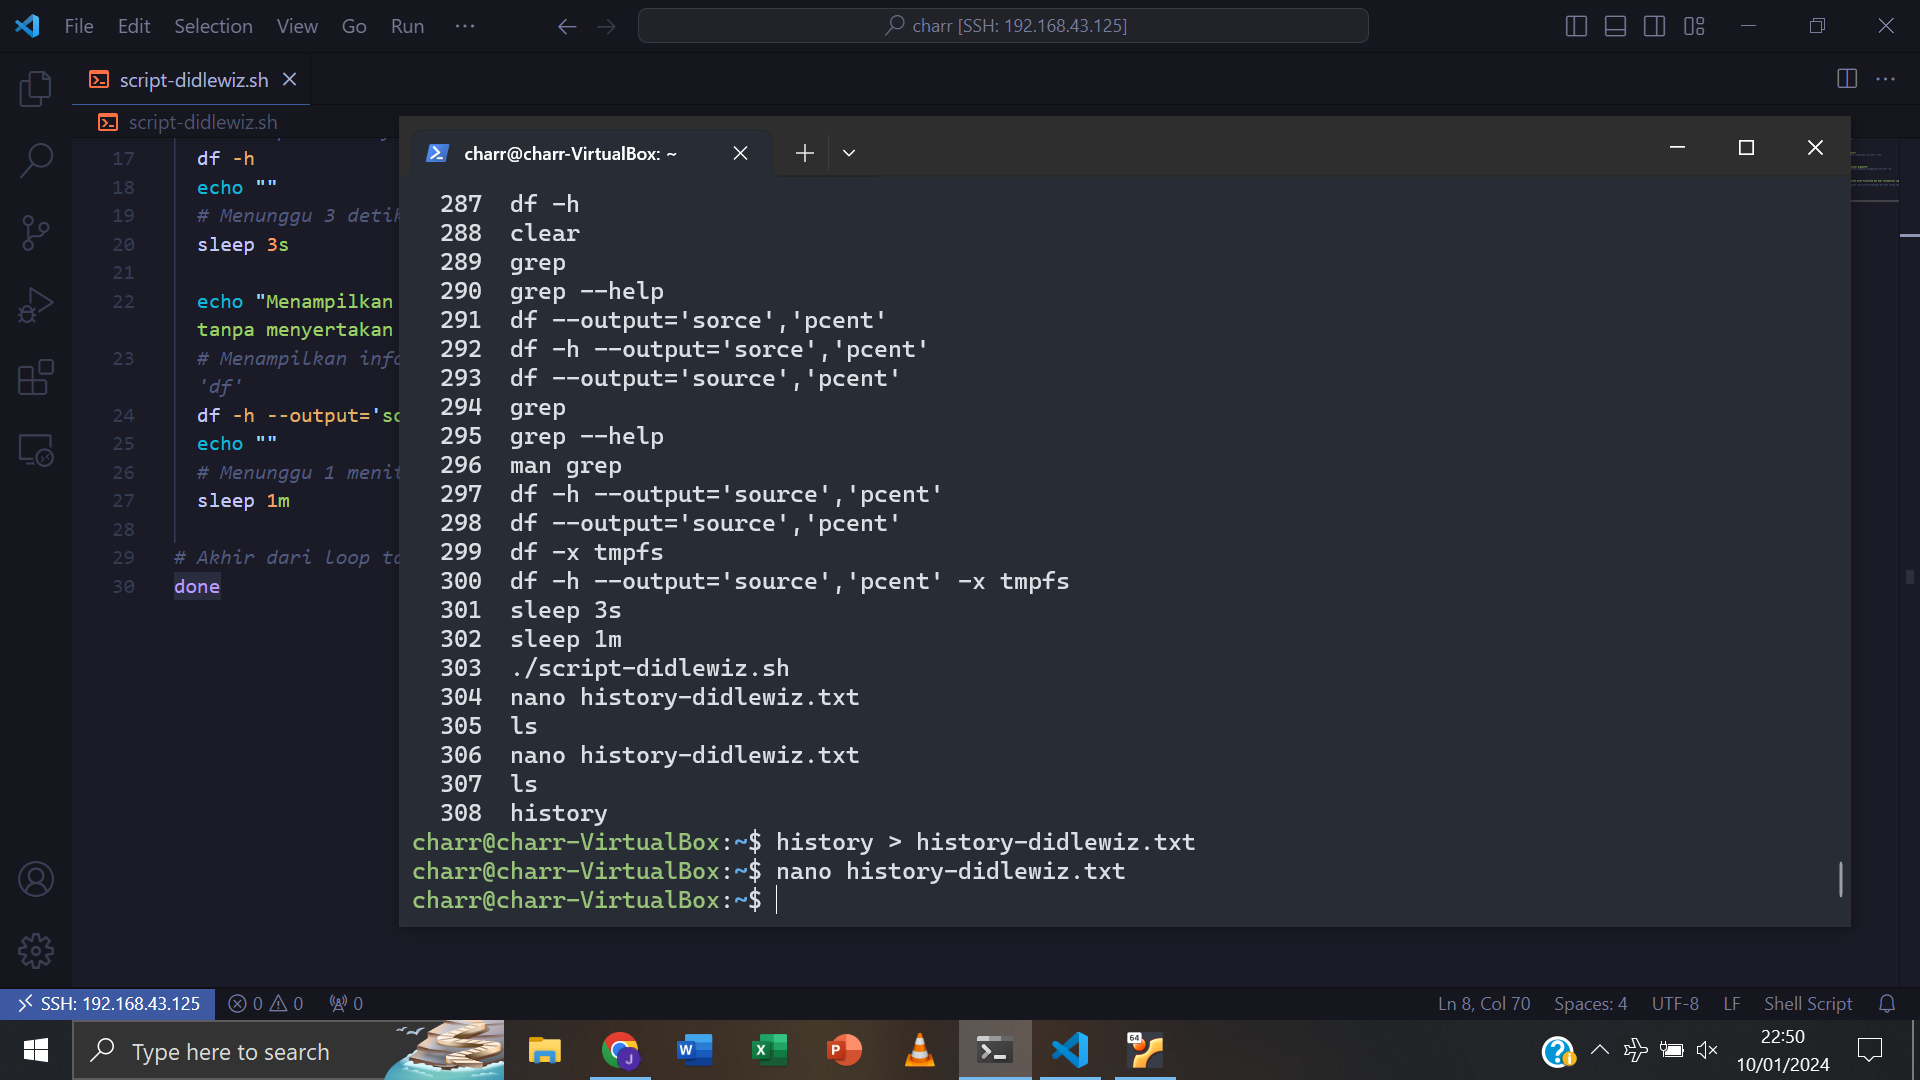 File Edit Selection View Go Run ··· charr [SSH: 192.168.43.125]
script-didlewiz.sh
script-didlewiz.sh
17 df -h
18 echo ""
19 # Menunggu 3 detik
20 sleep 3s
21
22 echo "Menampilkan
tanpa menyertakan
23 # Menampilkan info
'df'
24 df -h --output='so
25 echo ""
26 # Menunggu 1 menit
27 sleep 1m
28
29 # Akhir dari loop ta
30 done
charr@charr-VirtualBox: ~
287 df -h
288 clear
289 grep
290 grep --help
291 df --output='sorce','pcent'
292 df -h --output='sorce','pcent'
293 df --output='source','pcent'
294 grep
295 grep --help
296 man grep
297 df -h --output='source','pcent'
298 df --output='source','pcent'
299 df -x tmpfs
300 df -h --output='source','pcent' -x tmpfs
301 sleep 3s
302 sleep 1m
303 ./script-didlewiz.sh
304 nano history-didlewiz.txt
305 ls
306 nano history-didlewiz.txt
307 ls
308 history
charr@charr-VirtualBox:~$ history > history-didlewiz.txt
charr@charr-VirtualBox:~$ nano history-didlewiz.txt
charr@charr-VirtualBox:~$
SSH: 192.168.43.125 0 0 0 Ln 8, Col 70 Spaces: 4 UTF-8 LF Shell Script
Type here to search
64
22:50
10/01/2024